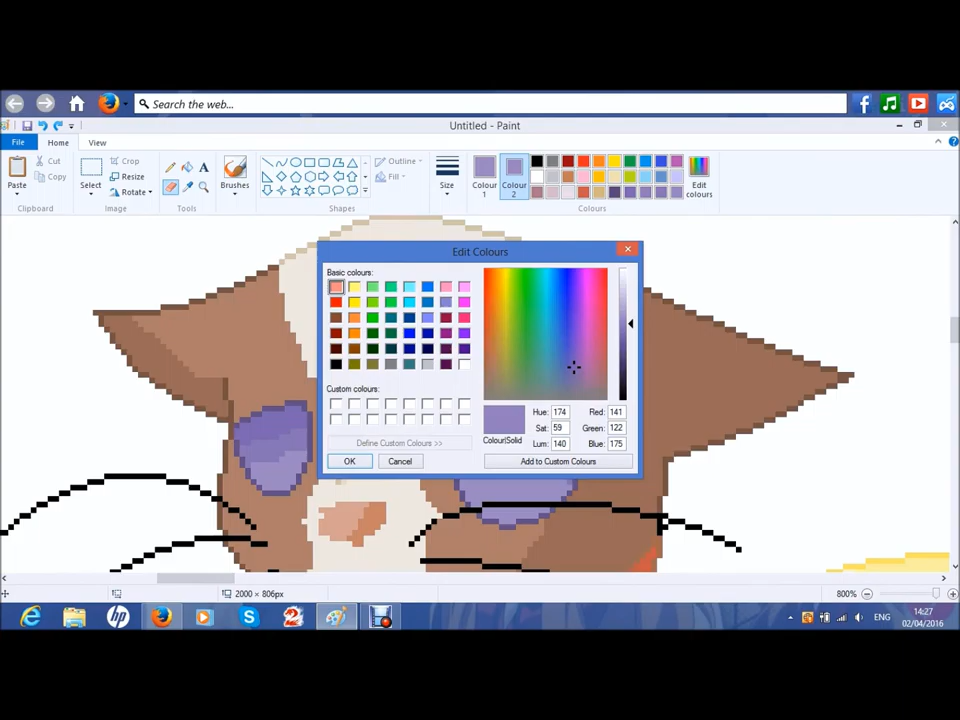 Search the web...
Untitled - Paint
File Home View
Paste
Cut
Copy
Clipboard
Select
Crop
Resize
Rotate
Image
Tools
Brushes
Shapes
Outline
Fill
Size
Colour 1
Colour 2
Colours
Edit colours
Edit Colours
Basic colours:
Custom colours:
Define Custom Colours >>
OK Cancel
Colour|Solid
Hue: 174 Red: 141
Sat: 59 Green: 122
Lum: 140 Blue: 175
Add to Custom Colours
2000 × 806px
800%
ENG
14:27
02/04/2016